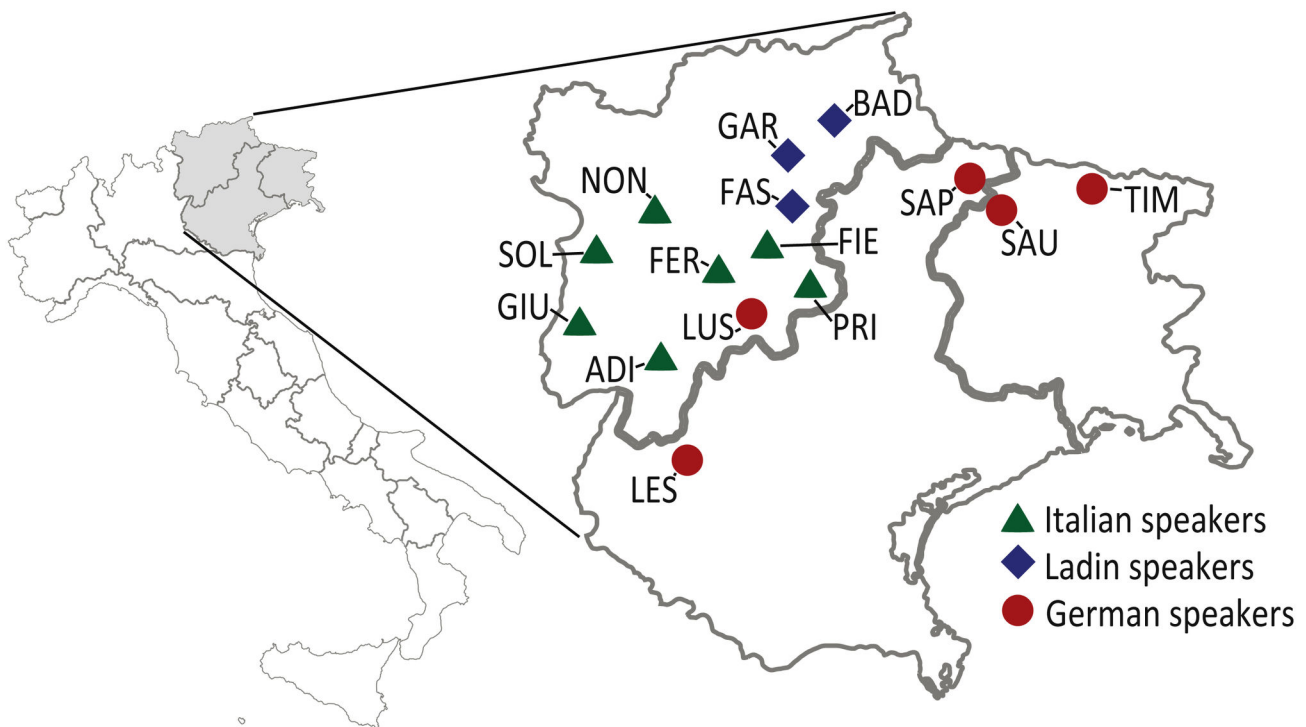 BAD
GAR
NON
FAS
SAP
TIM
SAU
SOL
FER
FIE
GIU
LUS
PRI
ADI
LES
Italian speakers
Ladin speakers
German speakers